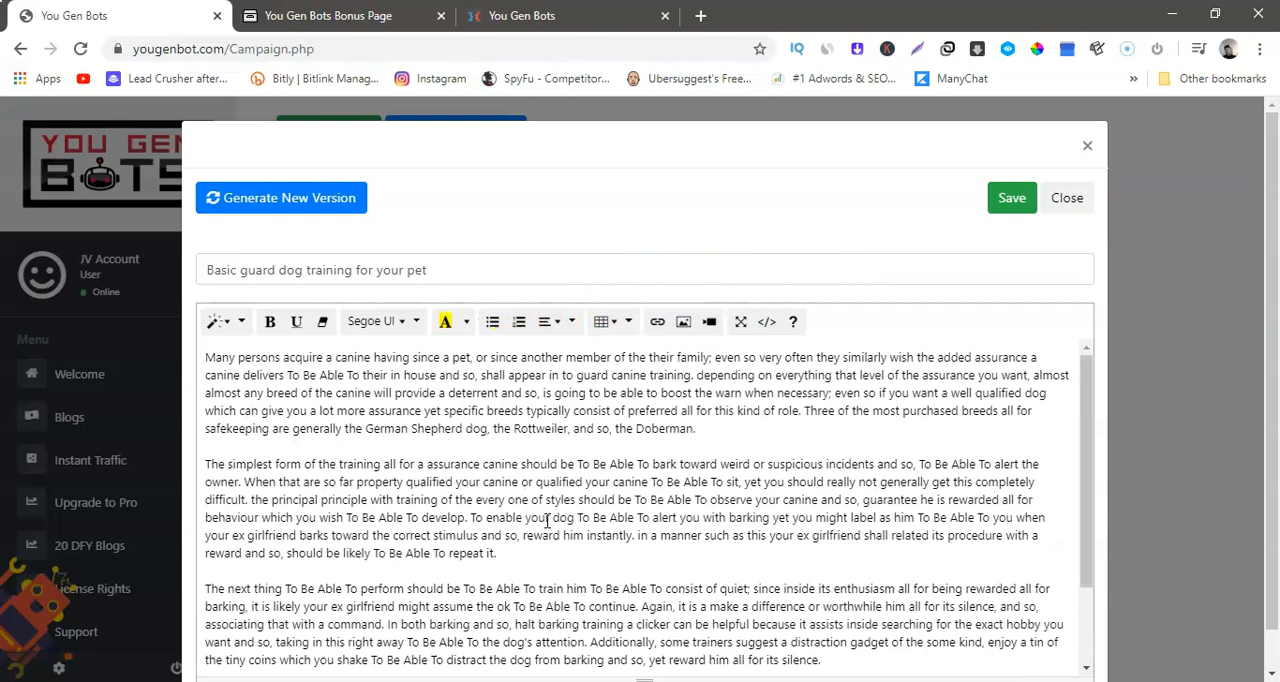 You Gen Bots
You Gen Bots Bonus Page
You Gen Bots
yougenbot.com/Campaign.php
Apps
Lead Crusher after...
Bitly | Bitlink Manag...
Instagram
SpyFu - Competitor...
Ubersuggest's Free...
#1 Adwords & SEO...
ManyChat
»
Other bookmarks
YOU GEN
BOTS
×
Generate New Version
Save
Close
JV Account
User
Online
Basic guard dog training for your pet
B U Segoe UI A </> ?
Menu
Welcome
Blogs
Instant Traffic
Upgrade to Pro
20 DFY Blogs
License Rights
Support
Many persons acquire a canine having since a pet, or since another member of the their family; even so very often they similarly wish the added assurance a
canine delivers To Be Able To their in house and so, shall appear in to guard canine training. depending on everything that level of the assurance you want, almost
almost any breed of the canine will provide a deterrent and so, is going to be able to boost the warn when necessary; even so if you want a well qualified dog
which can give you a lot more assurance yet specific breeds typically consist of preferred all for this kind of role. Three of the most purchased breeds all for
safekeeping are generally the German Shepherd dog, the Rottweiler, and so, the Doberman.
The simplest form of the training all for a assurance canine should be To Be Able To bark toward weird or suspicious incidents and so, To Be Able To alert the
owner. When that are so far property qualified your canine or qualified your canine To Be Able To sit, yet you should really not generally get this completely
difficult. the principal principle with training of the every one of styles should be To Be Able To observe your canine and so, guarantee he is rewarded all for
behaviour which you wish To Be Able To develop. To enable your dog To Be Able To alert you with barking yet you might label as him To Be Able To you when
your ex girlfriend barks toward the correct stimulus and so, reward him instantly. in a manner such as this your ex girlfriend shall related its procedure with a
reward and so, should be likely To Be Able To repeat it.
The next thing To Be Able To perform should be To Be Able To train him To Be Able To consist of quiet; since inside its enthusiasm all for being rewarded all for
barking, it is likely your ex girlfriend might assume the ok To Be Able To continue. Again, it is a make a difference or worthwhile him all for its silence, and so,
associating that with a command. In both barking and so, halt barking training a clicker can be helpful because it assists inside searching for the exact hobby you
want and so, taking in this right away To Be Able To the dog's attention. Additionally, some trainers suggest a distraction gadget of the some kind, enjoy a tin of
the tiny coins which you shake To Be Able To distract the dog from barking and so, yet reward him all for its silence.